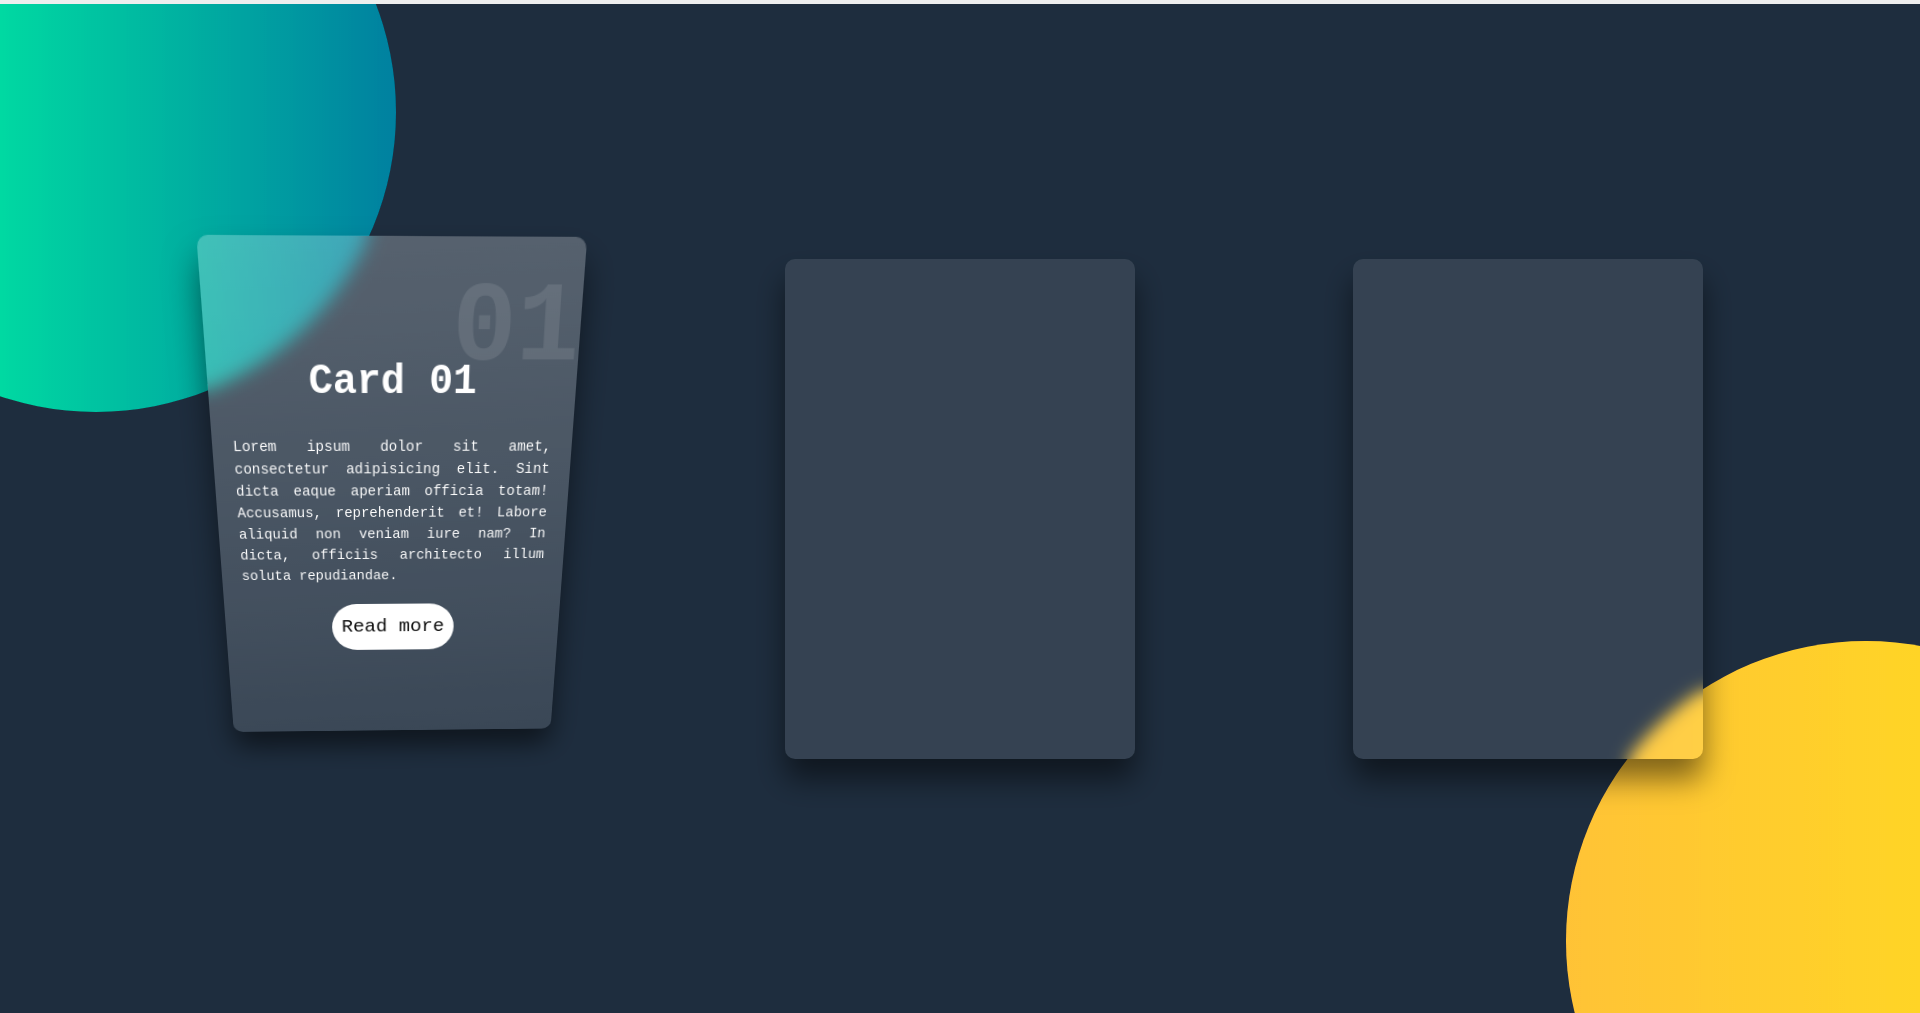 01
Card 01
Lorem ipsum dolor sit amet,
consectetur adipisicing elit. Sint
dicta eaque aperiam officia totam!
Accusamus, reprehenderit et! Labore
aliquid non veniam iure nam? In
dicta, officiis architecto illum
soluta repudiandae.
Read more